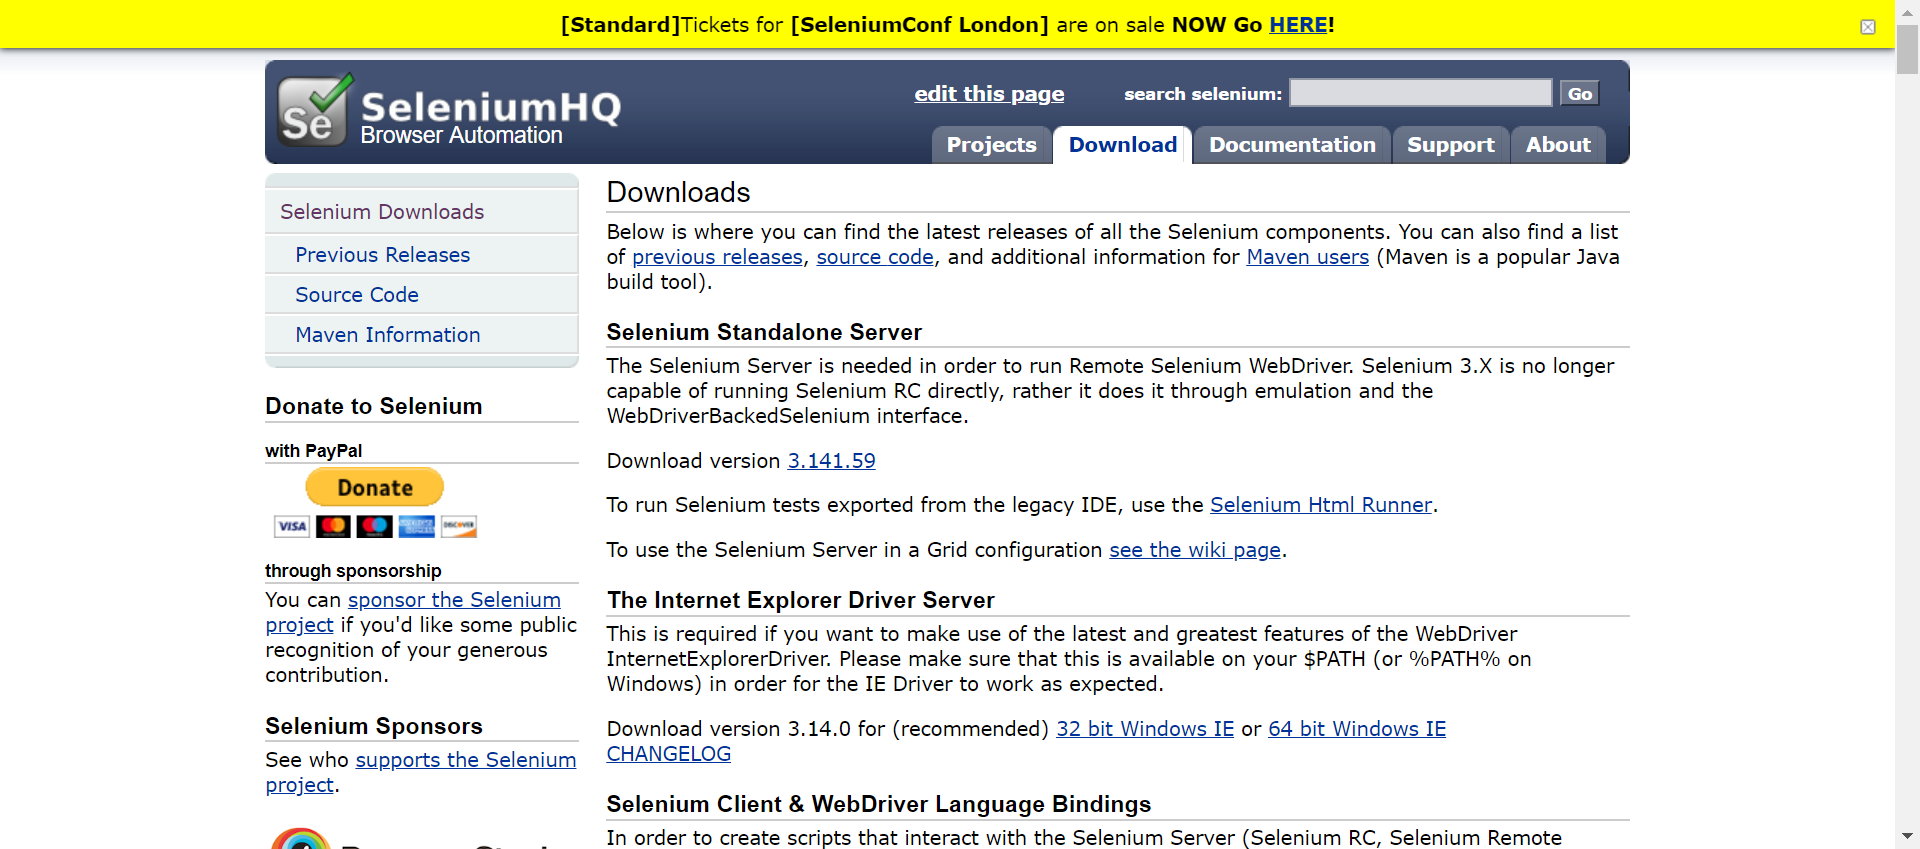 [Standard]Tickets for [SeleniumConf London] are on sale NOW Go HERE!
Se
SeleniumHQ
Browser Automation
edit this page
search selenium:
Go
Projects
Download
Documentation
Support
About
Selenium Downloads
Previous Releases
Source Code
Maven Information
Donate to Selenium
with PayPal
Donate
VISA
DISCOVER
through sponsorship
You can sponsor the Selenium
project if you'd like some public
recognition of your generous
contribution.
Selenium Sponsors
See who supports the Selenium
project.
Downloads
Below is where you can find the latest releases of all the Selenium components. You can also find a list
of previous releases, source code, and additional information for Maven users (Maven is a popular Java
build tool).
Selenium Standalone Server
The Selenium Server is needed in order to run Remote Selenium WebDriver. Selenium 3.X is no longer
capable of running Selenium RC directly, rather it does it through emulation and the
WebDriverBackedSelenium interface.
Download version 3.141.59
To run Selenium tests exported from the legacy IDE, use the Selenium Html Runner.
To use the Selenium Server in a Grid configuration see the wiki page.
The Internet Explorer Driver Server
This is required if you want to make use of the latest and greatest features of the WebDriver
InternetExplorerDriver. Please make sure that this is available on your $PATH (or %PATH% on
Windows) in order for the IE Driver to work as expected.
Download version 3.14.0 for (recommended) 32 bit Windows IE or 64 bit Windows IE
CHANGELOG
Selenium Client & WebDriver Language Bindings
In order to create scripts that interact with the Selenium Server (Selenium RC, Selenium Remote